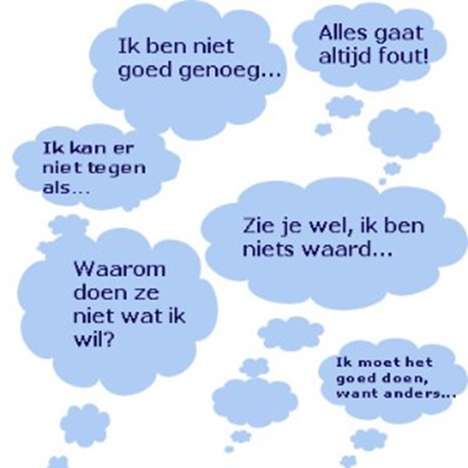 Ik ben niet
goed genoeg...
Alles gaat
altijd fout!
Ik kan er
niet tegen
als...
Zie je wel, ik ben
niets waard...
Waarom
doen ze
niet wat ik
wil?
Ik moet het
goed doen,
want anders...